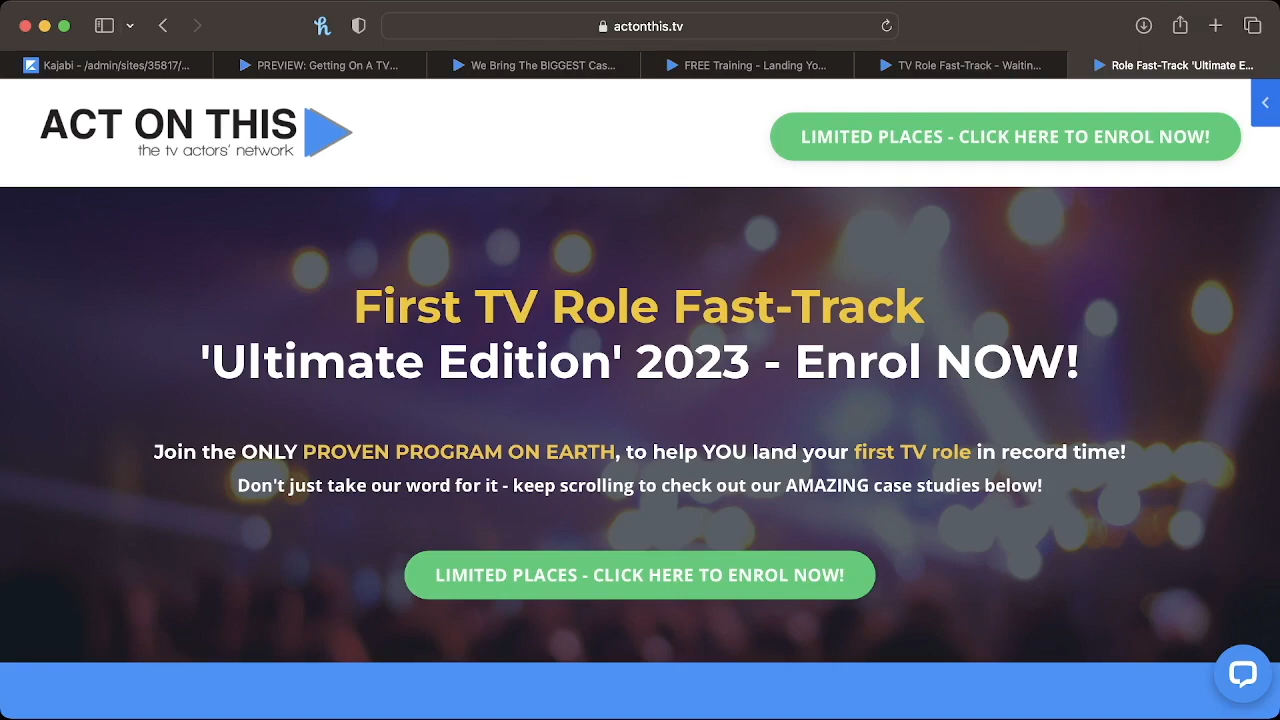 actonthis.tv
Kajabi - /admin/sites/35817/...
PREVIEW: Getting On A TV...
We Bring The BIGGEST Cas...
FREE Training - Landing Yo...
TV Role Fast-Track - Waitin...
Role Fast-Track 'Ultimate E...
ACT ON THIS
the tv actors' network
LIMITED PLACES - CLICK HERE TO ENROL NOW!
First TV Role Fast-Track
'Ultimate Edition' 2023 - Enrol NOW!
Join the ONLY PROVEN PROGRAM ON EARTH, to help YOU land your first TV role in record time!
Don't just take our word for it - keep scrolling to check out our AMAZING case studies below!
LIMITED PLACES - CLICK HERE TO ENROL NOW!